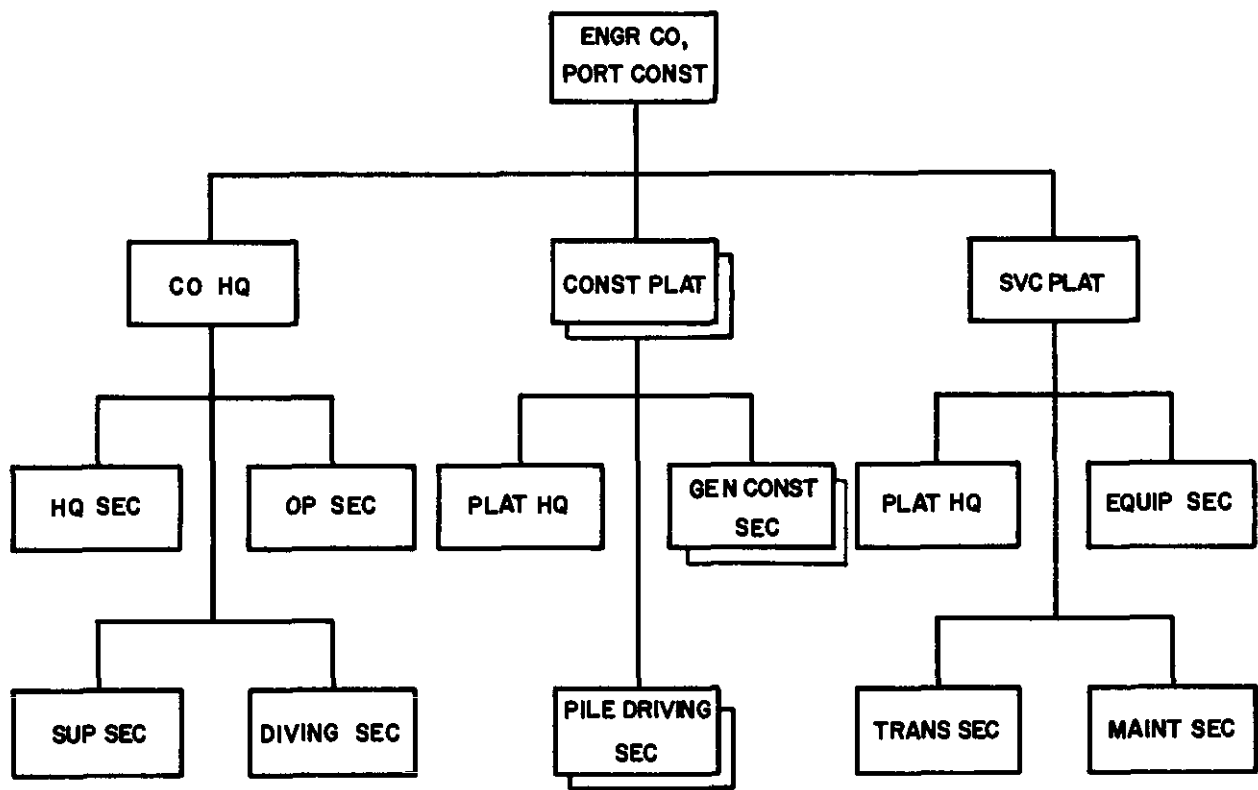 ENGR CO,
PORT CONST
CO HQ
CONST PLAT
SVC PLAT
HQ SEC
OP SEC
PLAT HQ
GEN CONST
SEC
PLAT HQ
EQUIP SEC
SUP SEC
DIVING SEC
PILE DRIVING
SEC
TRANS SEC
MAINT SEC